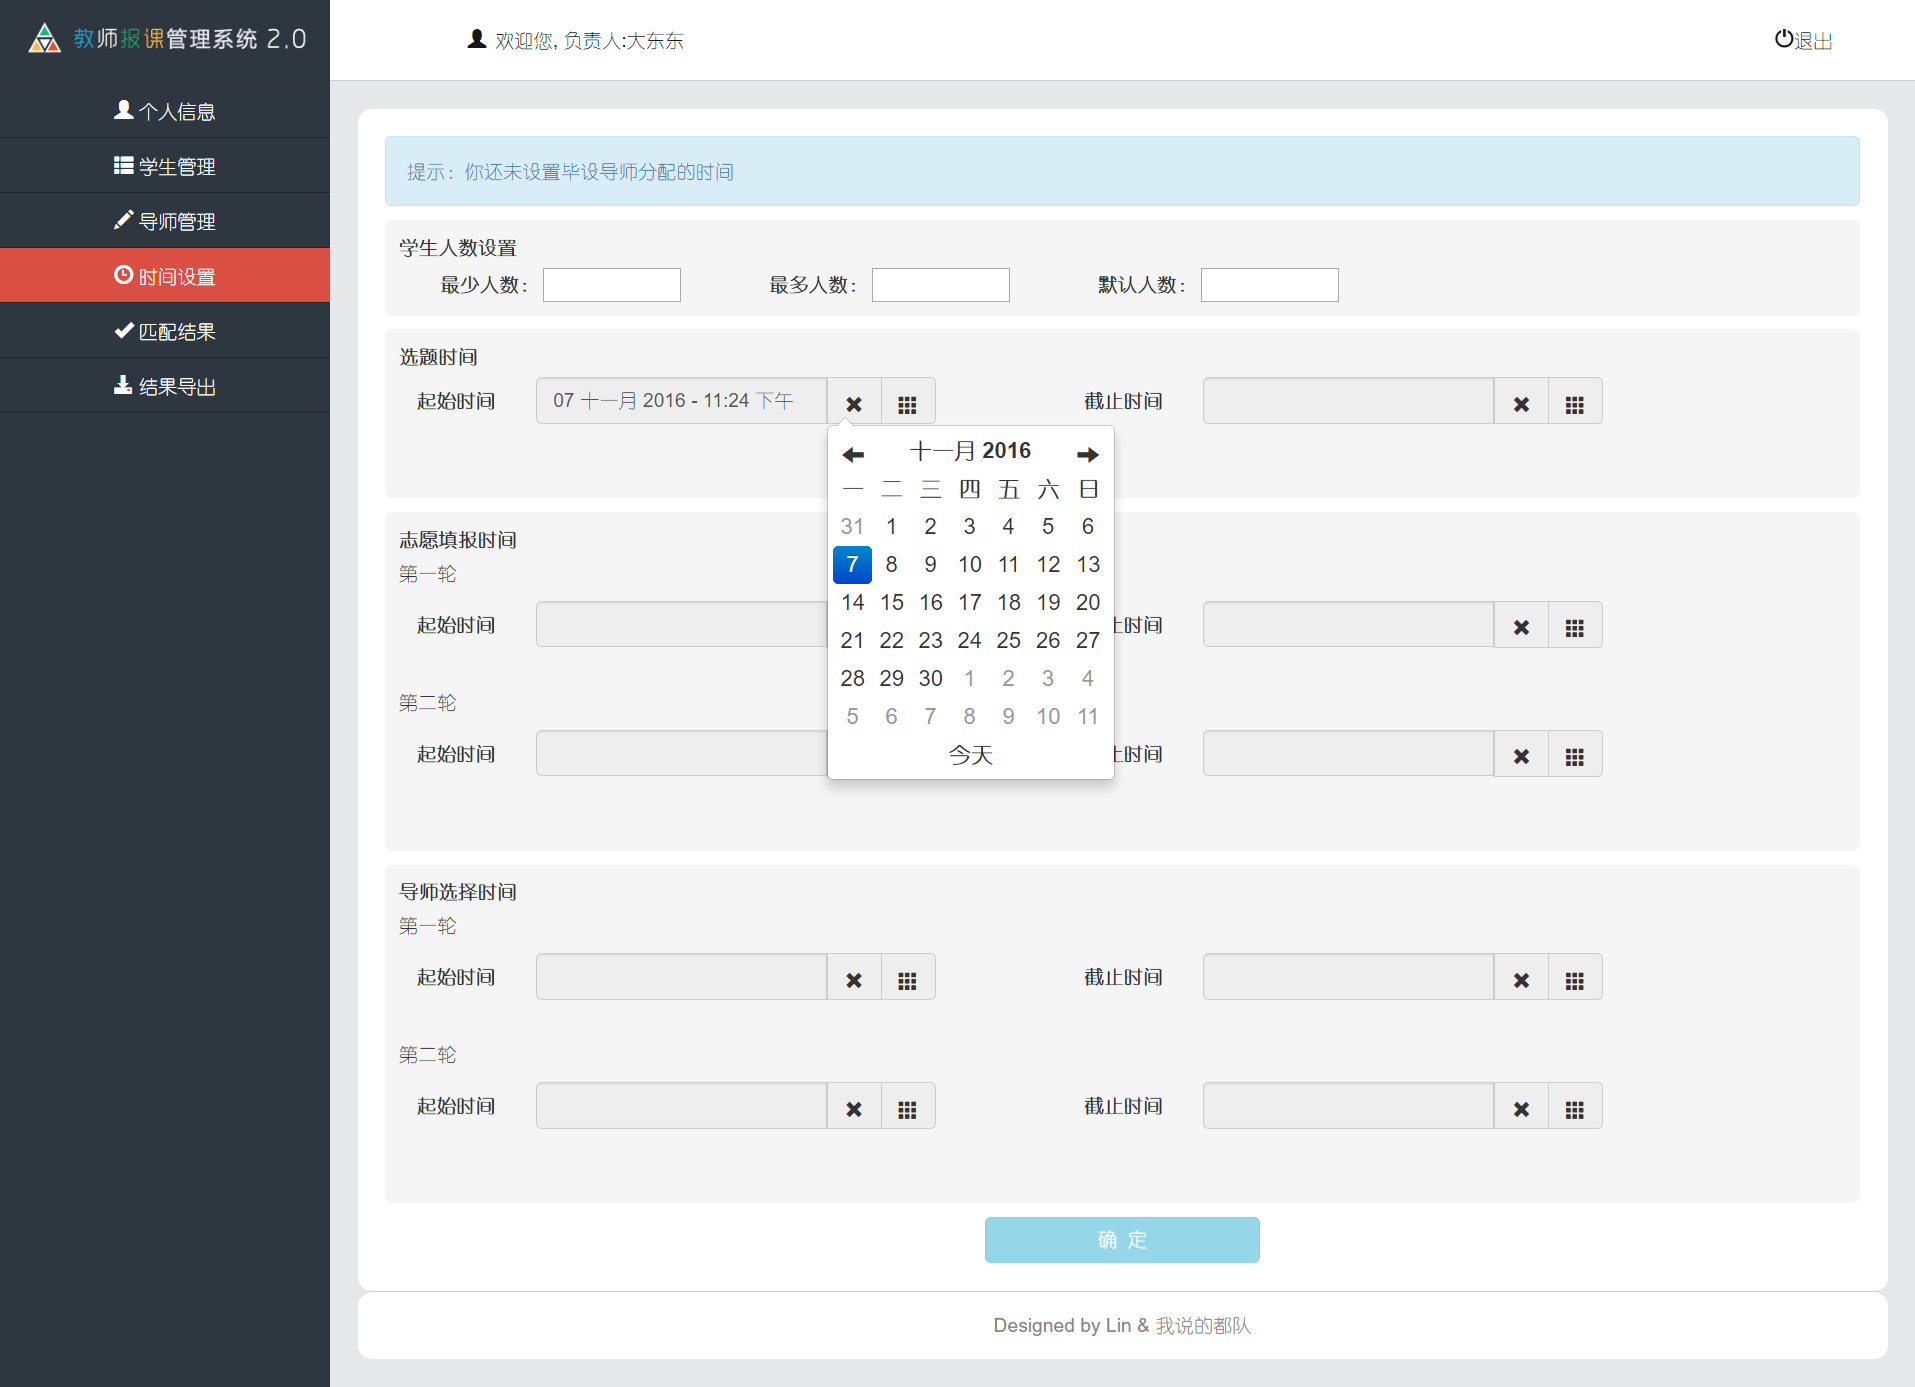 教师报课管理系统 2.0
欢迎您, 负责人:大东东
退出
个人信息
学生管理
导师管理
时间设置
匹配结果
结果导出
提示：你还未设置毕设导师分配的时间
学生人数设置
最少人数：
最多人数：
默认人数：
选题时间
起始时间
07 十一月 2016 - 11:24 下午
截止时间
十一月 2016
一 二 三 四 五 六 日
31 1 2 3 4 5 6
7 8 9 10 11 12 13
14 15 16 17 18 19 20
21 22 23 24 25 26 27
28 29 30 1 2 3 4
5 6 7 8 9 10 11
今天
志愿填报时间
第一轮
起始时间
止时间
第二轮
起始时间
止时间
导师选择时间
第一轮
起始时间
截止时间
第二轮
起始时间
截止时间
确 定
Designed by Lin & 我说的都队